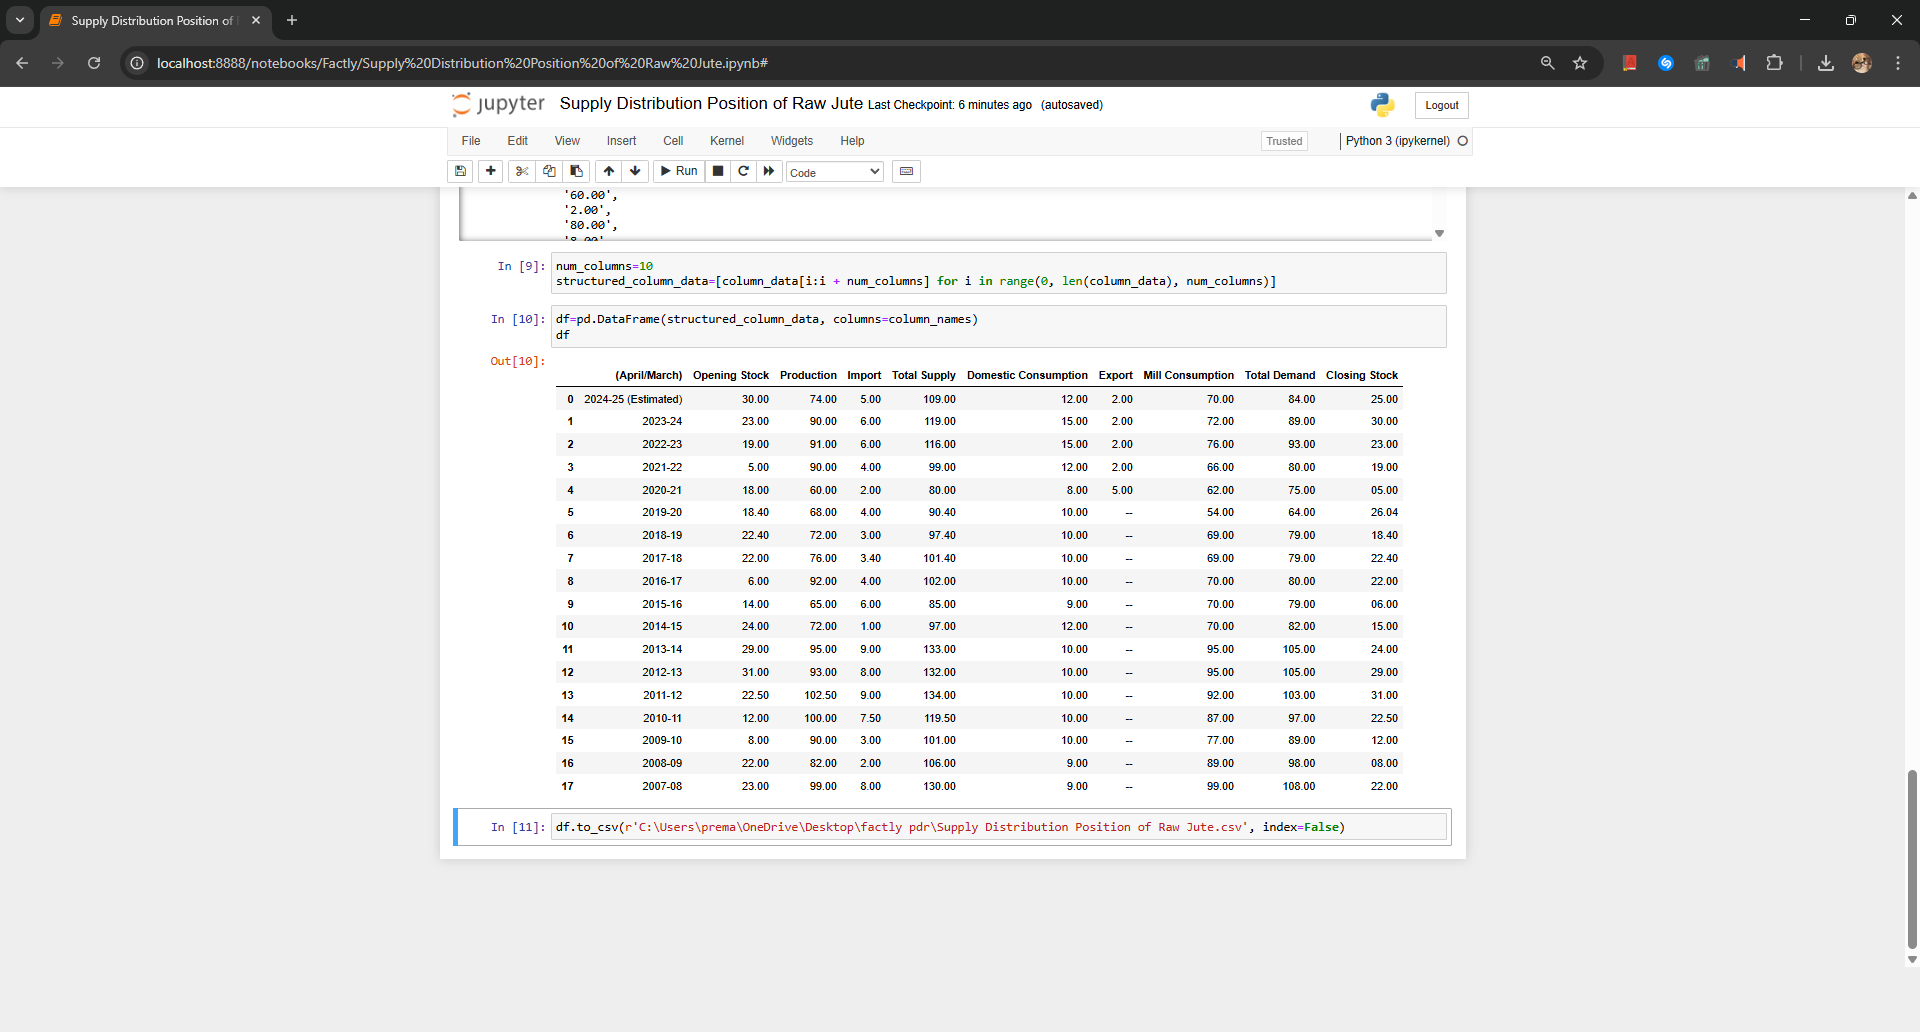 Supply Distribution Position of
localhost:8888/notebooks/Factly/Supply%20Distribution%20Position%20of%20Raw%20Jute.ipynb#
jupyter Supply Distribution Position of Raw Jute Last Checkpoint: 6 minutes ago (autosaved) Logout
File Edit View Insert Cell Kernel Widgets Help Trusted Python 3 (ipykernel)
Run Code
'60.00',
'2.00',
'80.00',
'8.00'
In [9]: num_columns=10
structured_column_data=[column_data[i:i + num_columns] for i in range(0, len(column_data), num_columns)]
In [10]: df=pd.DataFrame(structured_column_data, columns=column_names)
df
Out[10]:
(April/March) Opening Stock Production Import Total Supply Domestic Consumption Export Mill Consumption Total Demand Closing Stock
0 2024-25 (Estimated) 30.00 74.00 5.00 109.00 12.00 2.00 70.00 84.00 25.00
1 2023-24 23.00 90.00 6.00 119.00 15.00 2.00 72.00 89.00 30.00
2 2022-23 19.00 91.00 6.00 116.00 15.00 2.00 76.00 93.00 23.00
3 2021-22 5.00 90.00 4.00 99.00 12.00 2.00 66.00 80.00 19.00
4 2020-21 18.00 60.00 2.00 80.00 8.00 5.00 62.00 75.00 05.00
5 2019-20 18.40 68.00 4.00 90.40 10.00 -- 54.00 64.00 26.04
6 2018-19 22.40 72.00 3.00 97.40 10.00 -- 69.00 79.00 18.40
7 2017-18 22.00 76.00 3.40 101.40 10.00 -- 69.00 79.00 22.40
8 2016-17 6.00 92.00 4.00 102.00 10.00 -- 70.00 80.00 22.00
9 2015-16 14.00 65.00 6.00 85.00 9.00 -- 70.00 79.00 06.00
10 2014-15 24.00 72.00 1.00 97.00 12.00 -- 70.00 82.00 15.00
11 2013-14 29.00 95.00 9.00 133.00 10.00 -- 95.00 105.00 24.00
12 2012-13 31.00 93.00 8.00 132.00 10.00 -- 95.00 105.00 29.00
13 2011-12 22.50 102.50 9.00 134.00 10.00 -- 92.00 103.00 31.00
14 2010-11 12.00 100.00 7.50 119.50 10.00 -- 87.00 97.00 22.50
15 2009-10 8.00 90.00 3.00 101.00 10.00 -- 77.00 89.00 12.00
16 2008-09 22.00 82.00 2.00 106.00 9.00 -- 89.00 98.00 08.00
17 2007-08 23.00 99.00 8.00 130.00 9.00 -- 99.00 108.00 22.00
In [11]: df.to_csv(r'C:\Users\prema\OneDrive\Desktop\factly pdr\Supply Distribution Position of Raw Jute.csv', index=False)